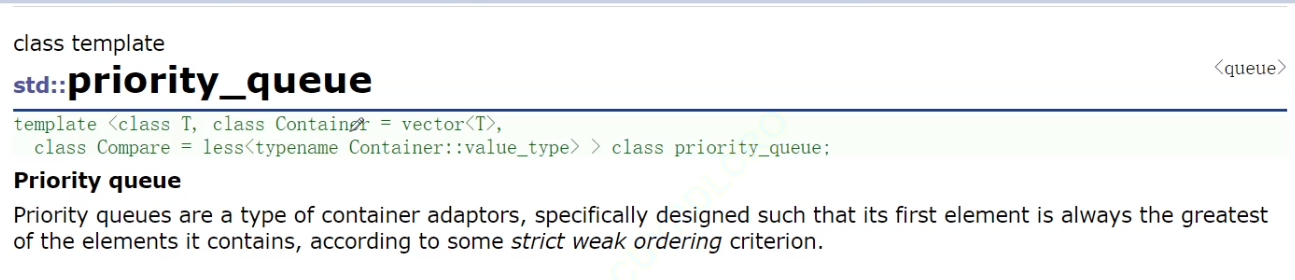 class template
std::priority_queue
<queue>
template <class T, class Container = vector<T>,
class Compare = less<typename Container::value_type> > class priority_queue;
Priority queue
Priority queues are a type of container adaptors, specifically designed such that its first element is always the greatest
of the elements it contains, according to some strict weak ordering criterion.